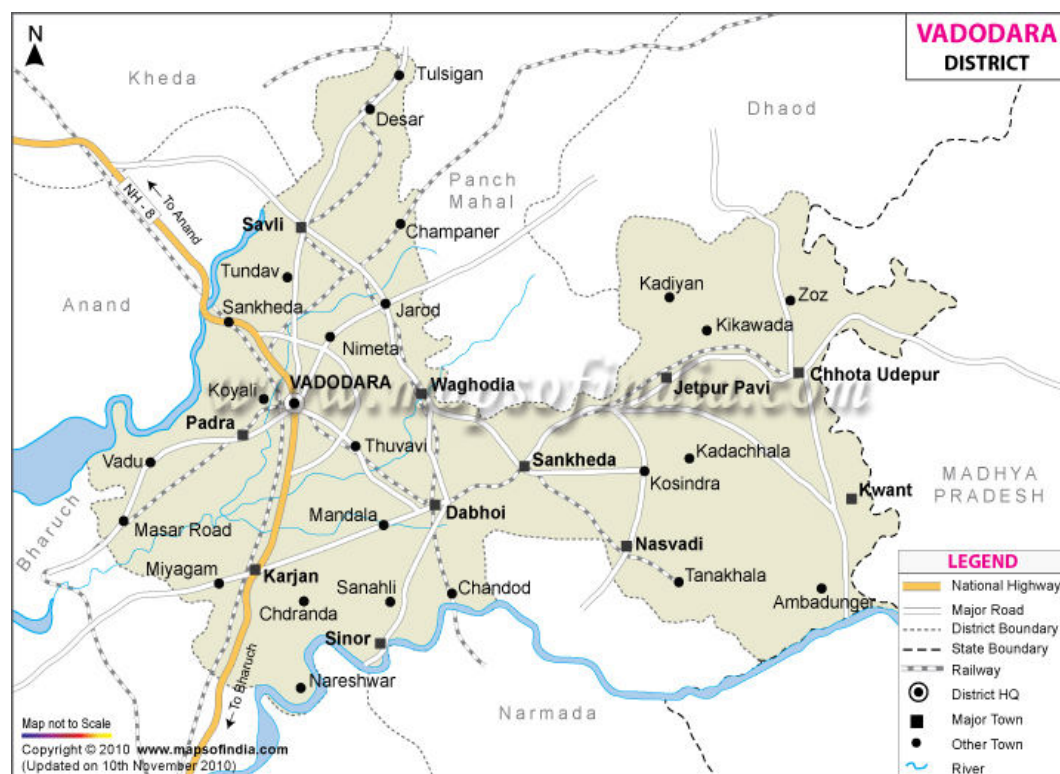 VADODARA
DISTRICT
N
Kheda
Tulsigan
Desar
Dhaod
Panch
Mahal
NH - 8
To Anand
Savli
Champaner
Tundav
Anand
Sankheda
Jarod
Kadiyan
Zoz
Kikawada
Nimeta
VADODARA
Koyali
Waghodia
Jetpur Pavi
Chhota Udepur
www.mapsofindia.com
Padra
Thuvavi
Vadu
Sankheda
Kadachhala
Kosindra
MADHYA
PRADESH
Kwant
Bharuch
Masar Road
Mandala
Dabhoi
Nasvadi
Miyagam
Karjan
Sanahli
Chandod
Tanakhala
Ambadunger
Chdranda
Sinor
Nareshwar
To Bharuch
Narmada
LEGEND
National Highway
Major Road
District Boundary
State Boundary
Railway
District HQ
Major Town
Other Town
River
Map not to Scale
Copyright © 2010 www.mapsofindia.com
(Updated on 10th November 2010)